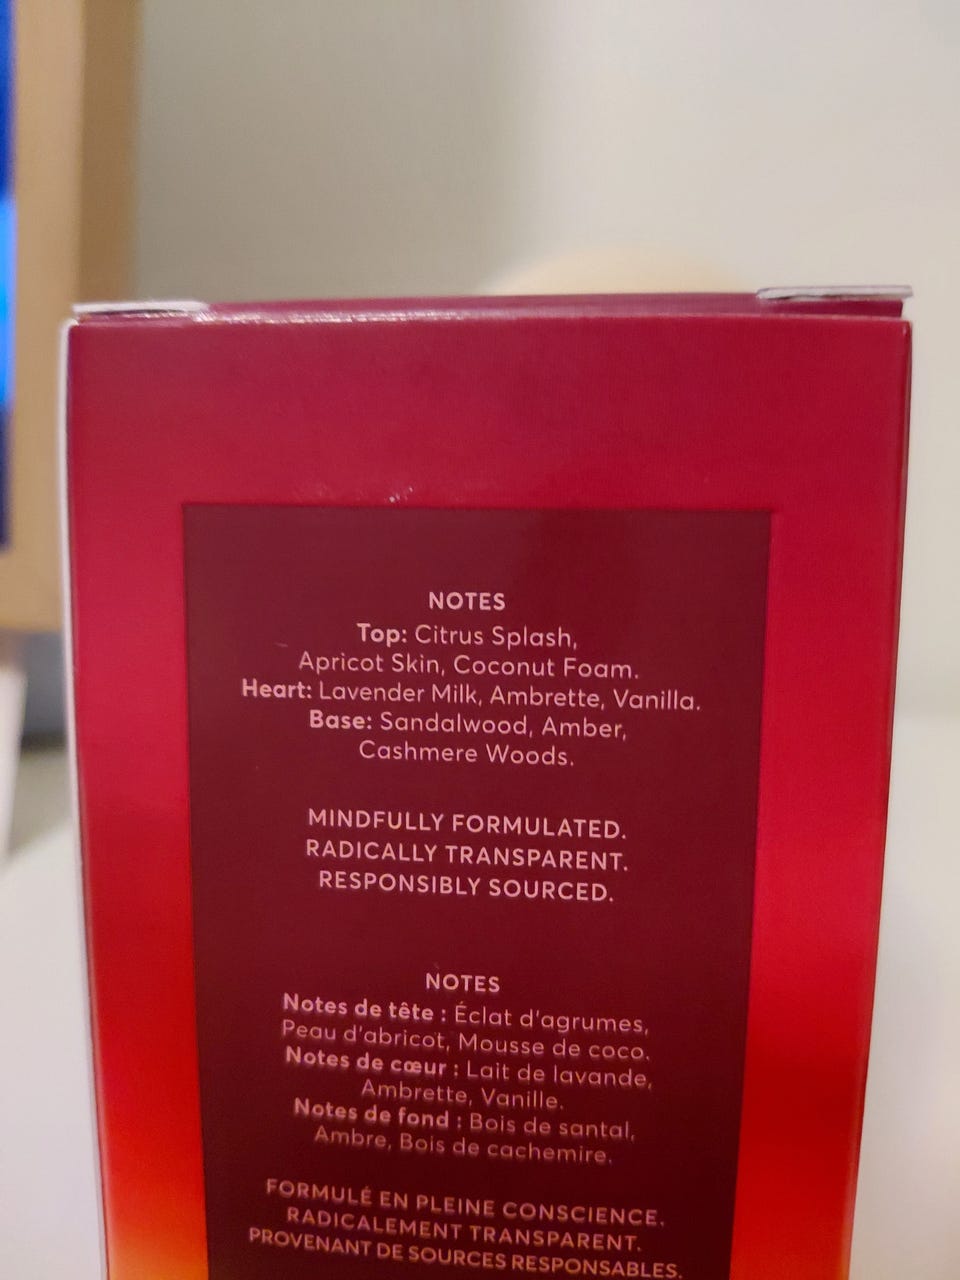 NOTES
Top: Citrus Splash,
Apricot Skin, Coconut Foam.
Heart: Lavender Milk, Ambrette, Vanilla.
Base: Sandalwood, Amber,
Cashmere Woods.
MINDFULLY FORMULATED.
RADICALLY TRANSPARENT.
RESPONSIBLY SOURCED.
NOTES
Notes de tête : Éclat d'agrumes,
Peau d'abricot, Mousse de coco.
Notes de cœur : Lait de lavande,
Ambrette, Vanille.
Notes de fond : Bois de santal,
Ambre, Bois de cachemire.
FORMULÉ EN PLEINE CONSCIENCE.
RADICALEMENT TRANSPARENT.
PROVENANT DE SOURCES RESPONSABLES.